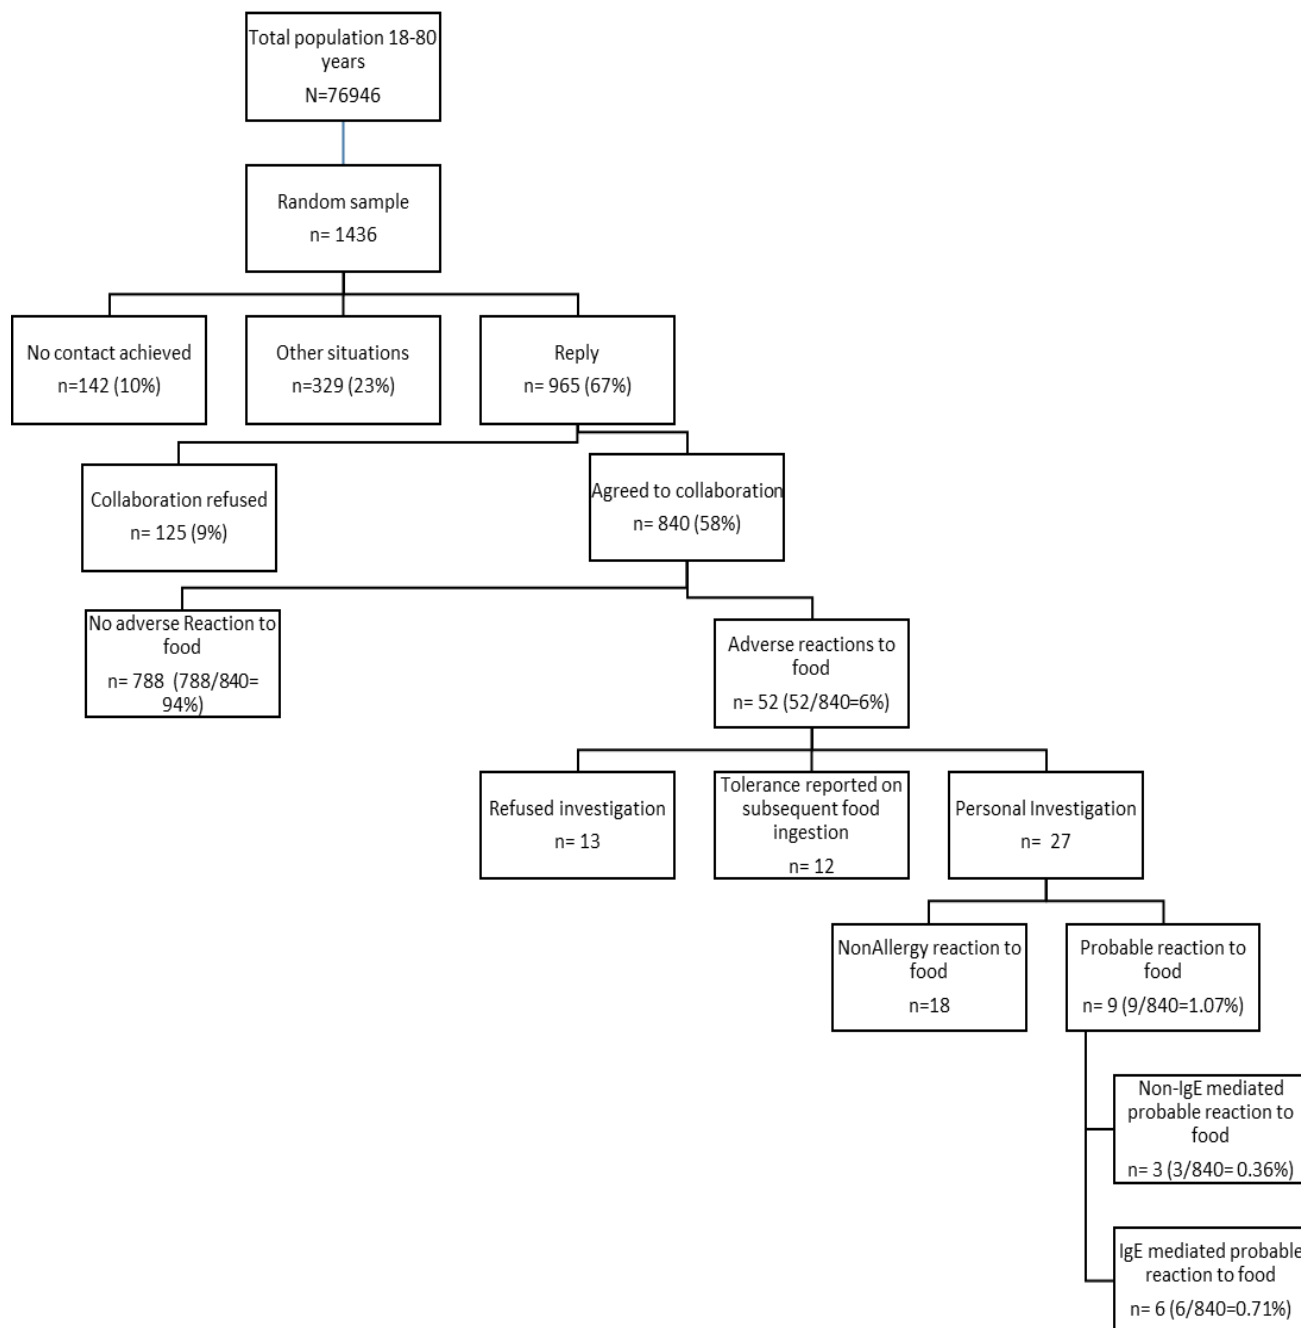 Total population 18-80
years
N=76946
Random sample
n= 1436
No contact achieved
n=142 (10%)
Other situations
n=329 (23%)
Reply
n= 965 (67%)
Collaboration refused
n= 125 (9%)
Agreed to collaboration
n= 840 (58%)
No adverse Reaction to
food
n= 788  (788/840=
94%)
Adverse reactions to
food
n= 52 (52/840=6%)
Refused investigation
n= 13
Tolerance reported on
subsequent food
ingestion
n= 12
Personal Investigation
n=  27
NonAllergy reaction to
food
n=18
Probable reaction to
food
n= 9 (9/840=1.07%)
Non-IgE mediated
probable reaction to
food
n= 3 (3/840= 0.36%)
IgE mediated probable
reaction to food
n= 6 (6/840=0.71%)